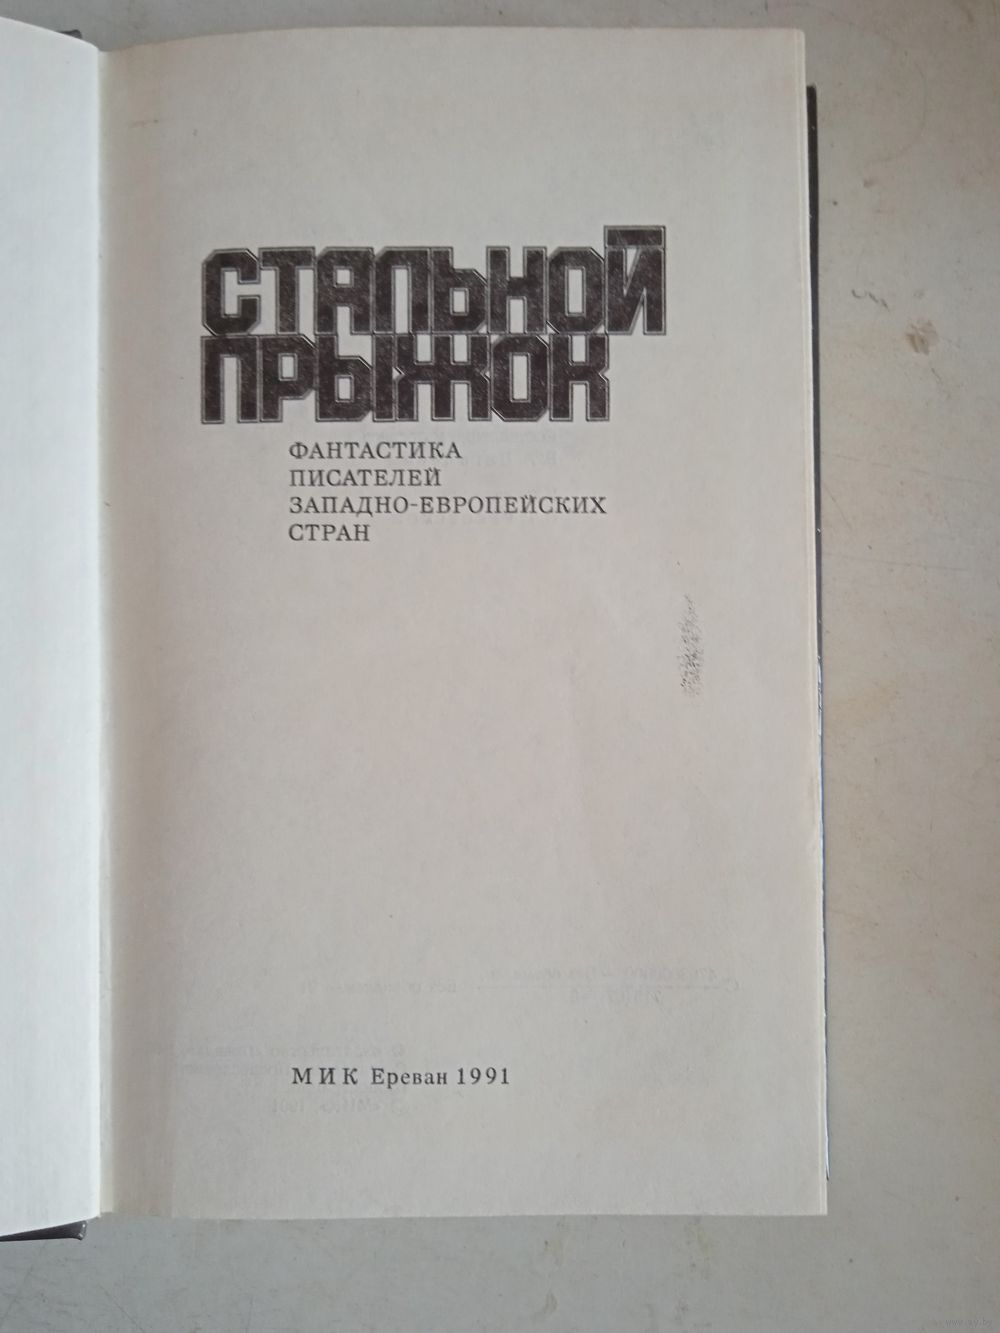 СТАЛЬНОЙ
ПРЫЖОК
ФАНТАСТИКА
ПИСАТЕЛЕЙ
ЗАПАДНО-ЕВРОПЕЙСКИХ
СТРАН
МИК Ереван 1991